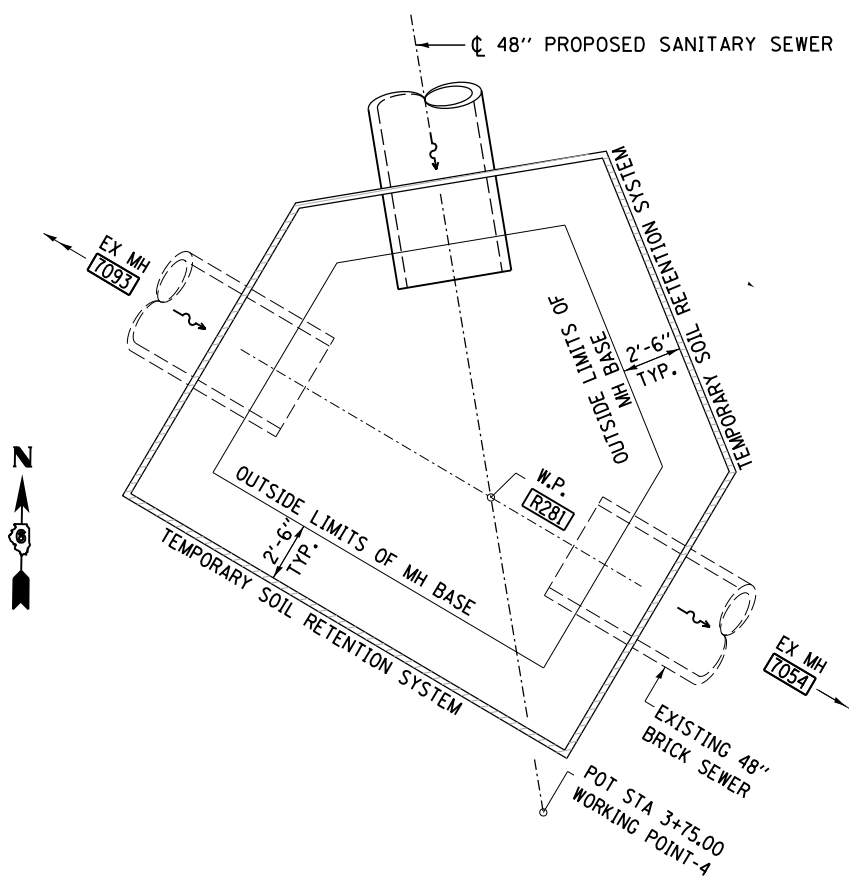 ℄ 48" PROPOSED SANITARY SEWER
TEMPORARY SOIL RETENTION SYSTEM
EX MH
7093
OUTSIDE LIMITS OF
MH BASE
2'-6"
TYP.
N
W.P.
R281
OUTSIDE LIMITS OF MH BASE
2'-6"
TYP.
TEMPORARY SOIL RETENTION SYSTEM
EX MH
7054
EXISTING 48"
BRICK SEWER
POT STA 3+75.00
WORKING POINT-4